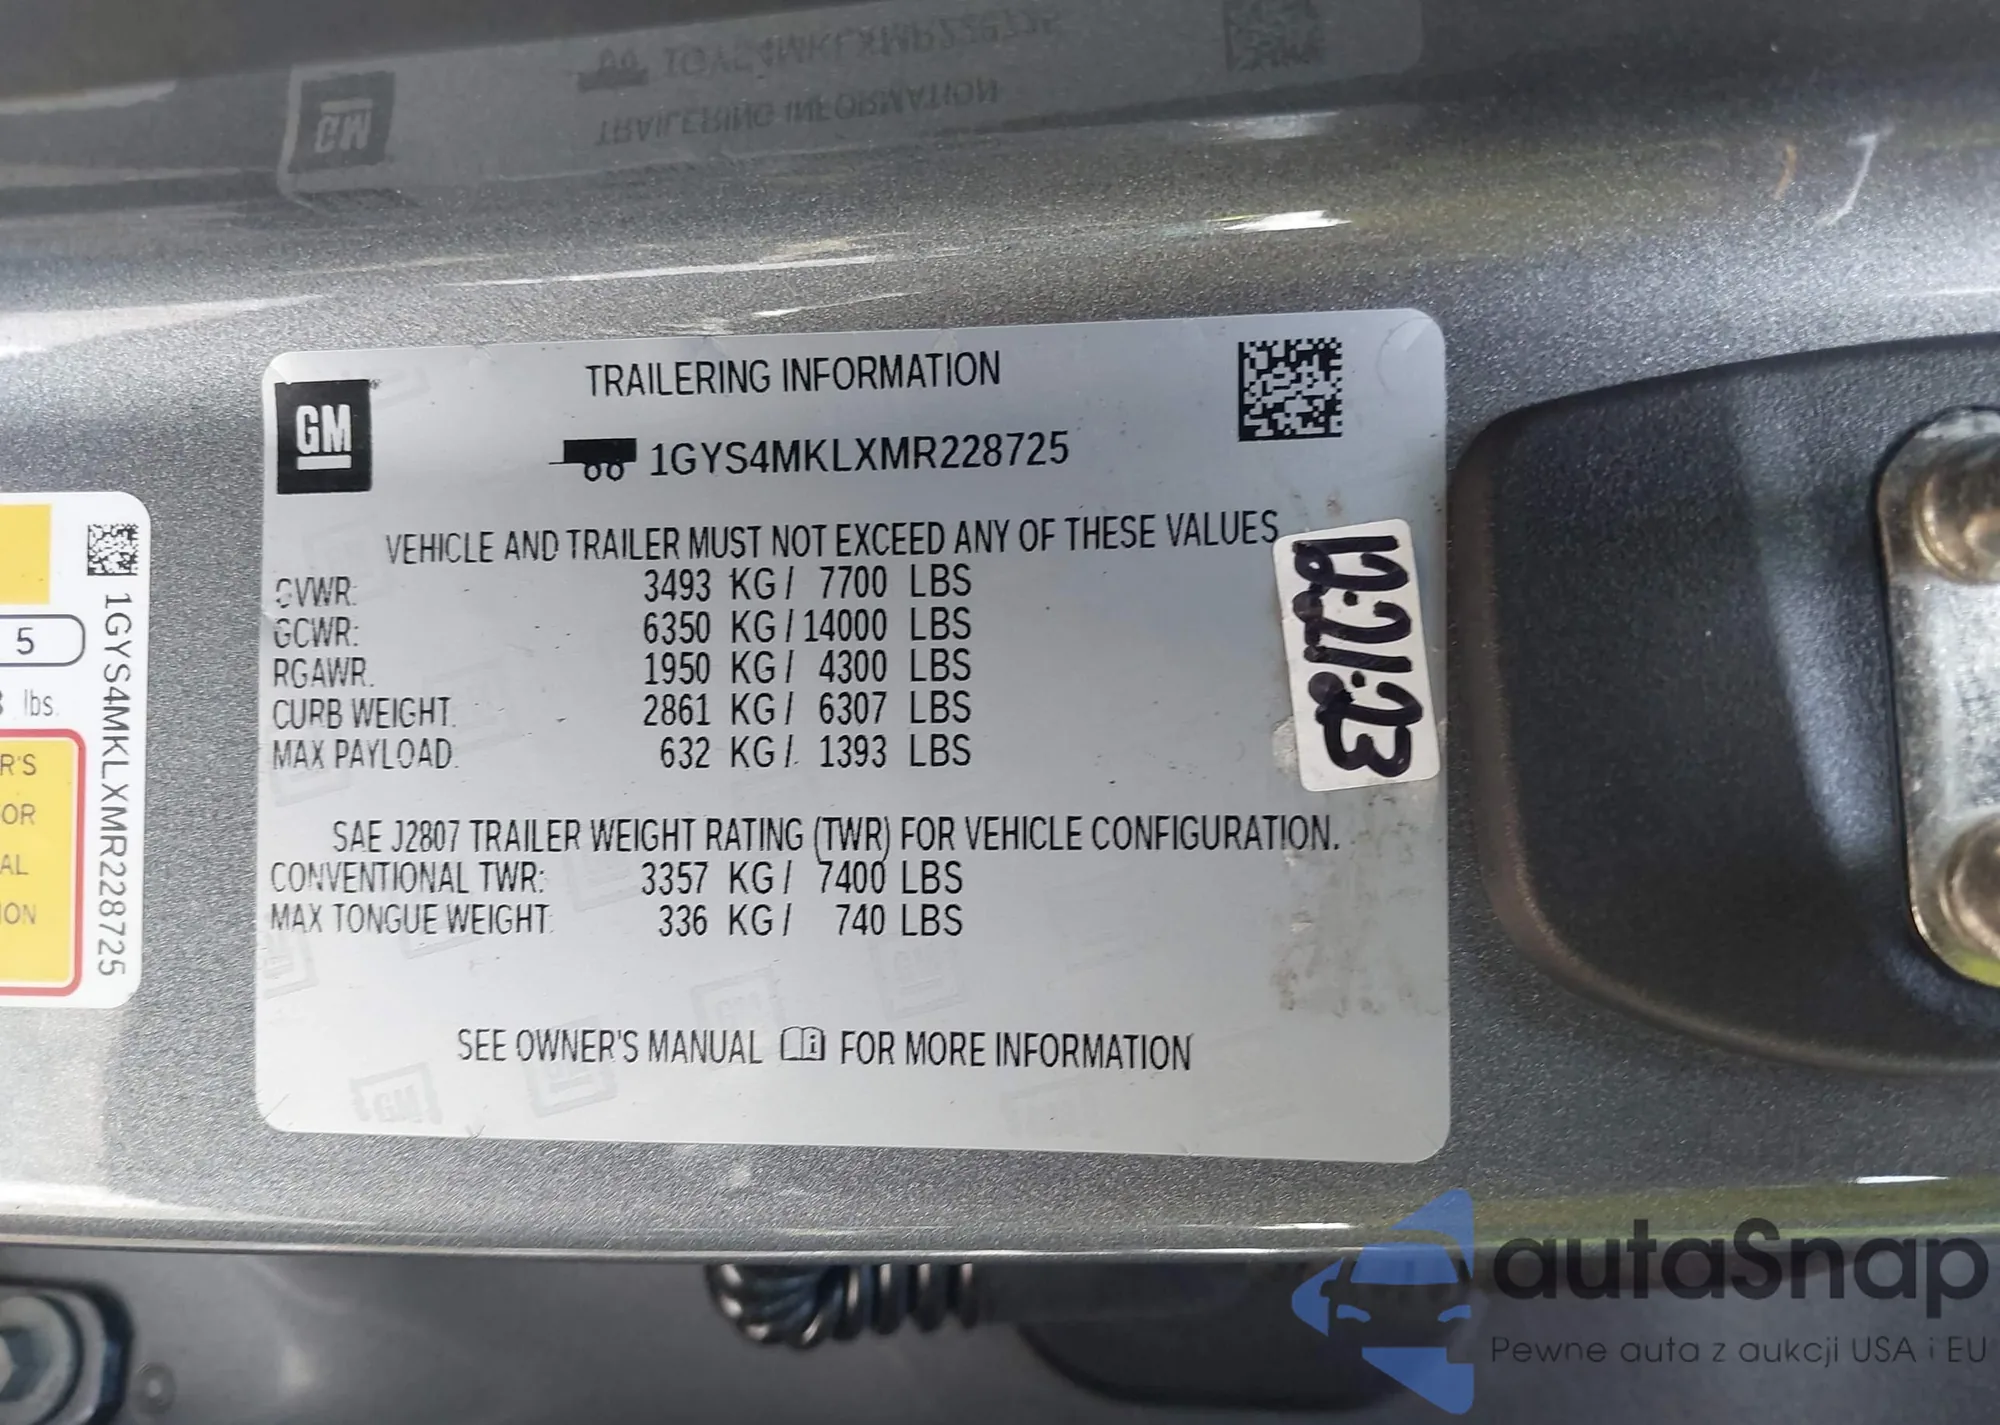 TRAILERING INFORMATION
GM
1GYS4MKLXMR228725
VEHICLE AND TRAILER MUST NOT EXCEED ANY OF THESE VALUES
GVWR: 3493 KG / 7700 LBS
GCWR: 6350 KG / 14000 LBS
RGAWR. 1950 KG / 4300 LBS
CURB WEIGHT. 2861 KG / 6307 LBS
MAX PAYLOAD. 632 KG / 1393 LBS
SAE J2807 TRAILER WEIGHT RATING (TWR) FOR VEHICLE CONFIGURATION.
CONVENTIONAL TWR: 3357 KG / 7400 LBS
MAX TONGUE WEIGHT: 336 KG / 740 LBS
SEE OWNER'S MANUAL i FOR MORE INFORMATION
5
lbs.
R'S
OR
AL
ION
1GYS4MKLXMR228725
autaSnap
Pewne auta z aukcji USA i EU